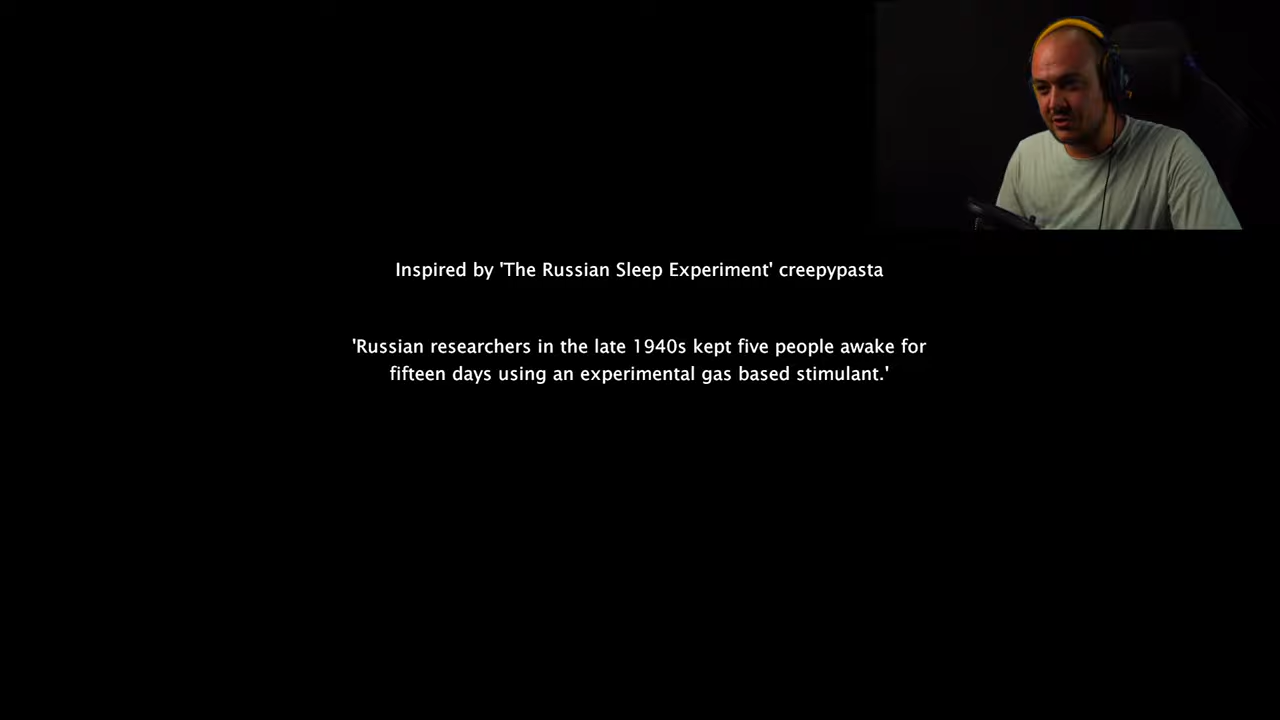 Inspired by 'The Russian Sleep Experiment' creepypasta
'Russian researchers in the late 1940s kept five people awake for
fifteen days using an experimental gas based stimulant.'